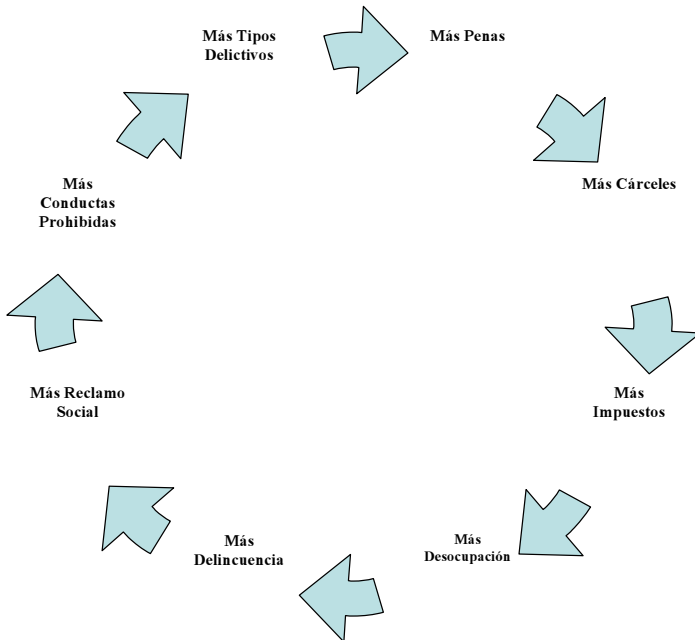 Más Tipos
Delictivos
Más Penas
Más Cárceles
Más
Impuestos
Más
Desocupación
Más
Delincuencia
Más Reclamo
Social
Más
Conductas
Prohibidas